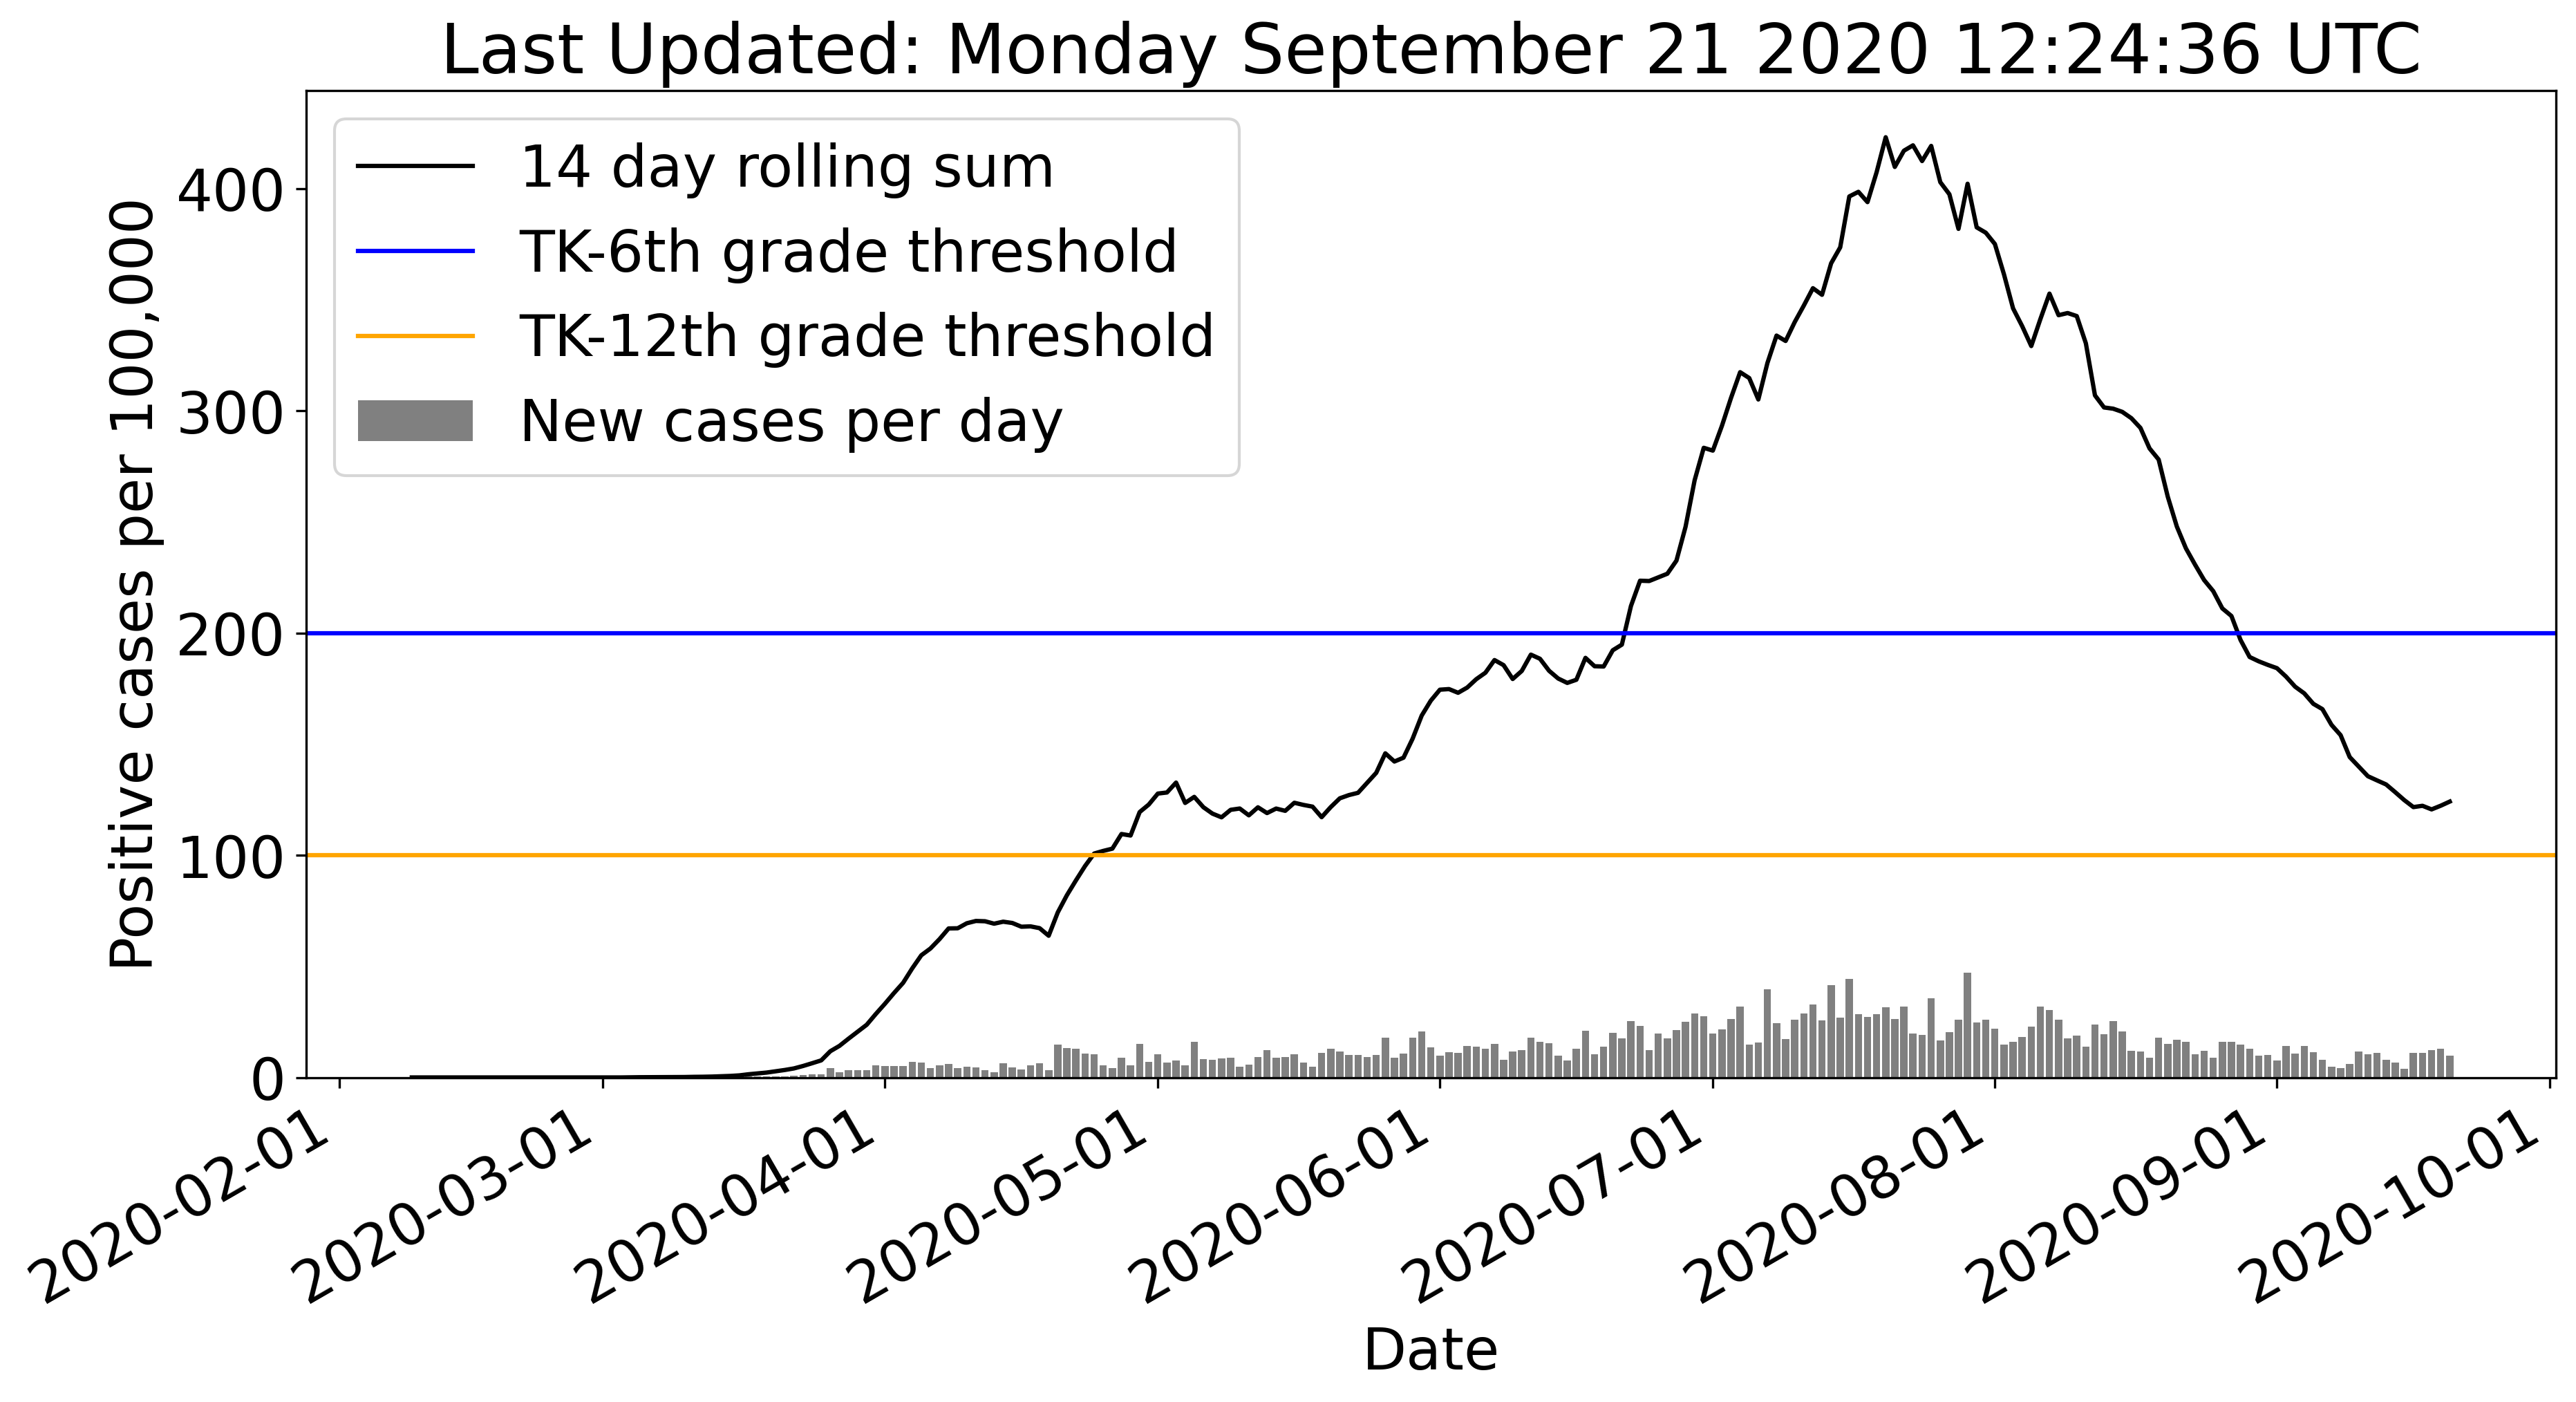 Last Updated: Monday September 21 2020 12:24:36 UTC
14 day rolling sum
TK-6th grade threshold
TK-12th grade threshold
New cases per day
Positive cases per 100,000
400
300
200
100
0
2020-02-01
2020-03-01
2020-04-01
2020-05-01
2020-06-01
2020-07-01
2020-08-01
2020-09-01
2020-10-01
Date